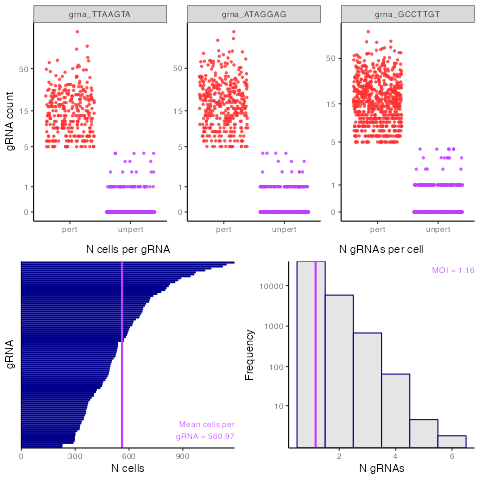 grna_TTAAGTA
grna_ATAGGAG
grna_GCCTTGT
gRNA count
50
15
5
1
0
pert
unpert
50
15
5
1
0
pert
unpert
50
15
5
1
0
pert
unpert
N cells per gRNA
gRNA
Mean cells per
gRNA = 560.97
0
300
600
900
N cells
N gRNAs per cell
Frequency
MOI = 1.16
10000
1000
100
10
2
4
6
N gRNAs